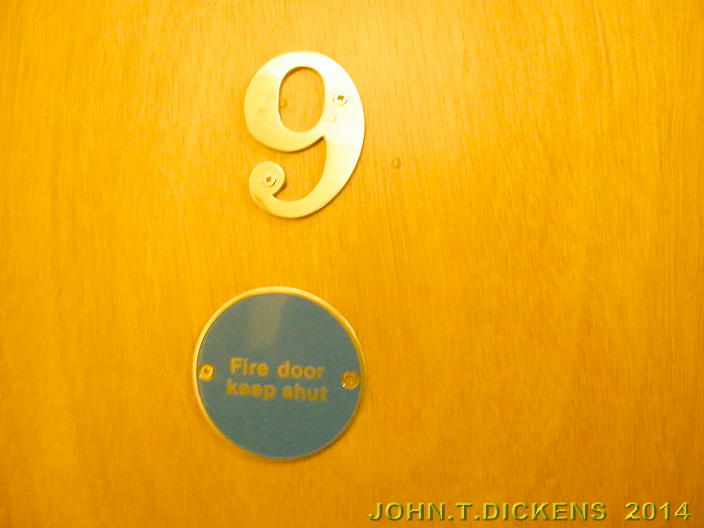 9
Fire door
keep shut
JOHN.T.DICKENS 2014